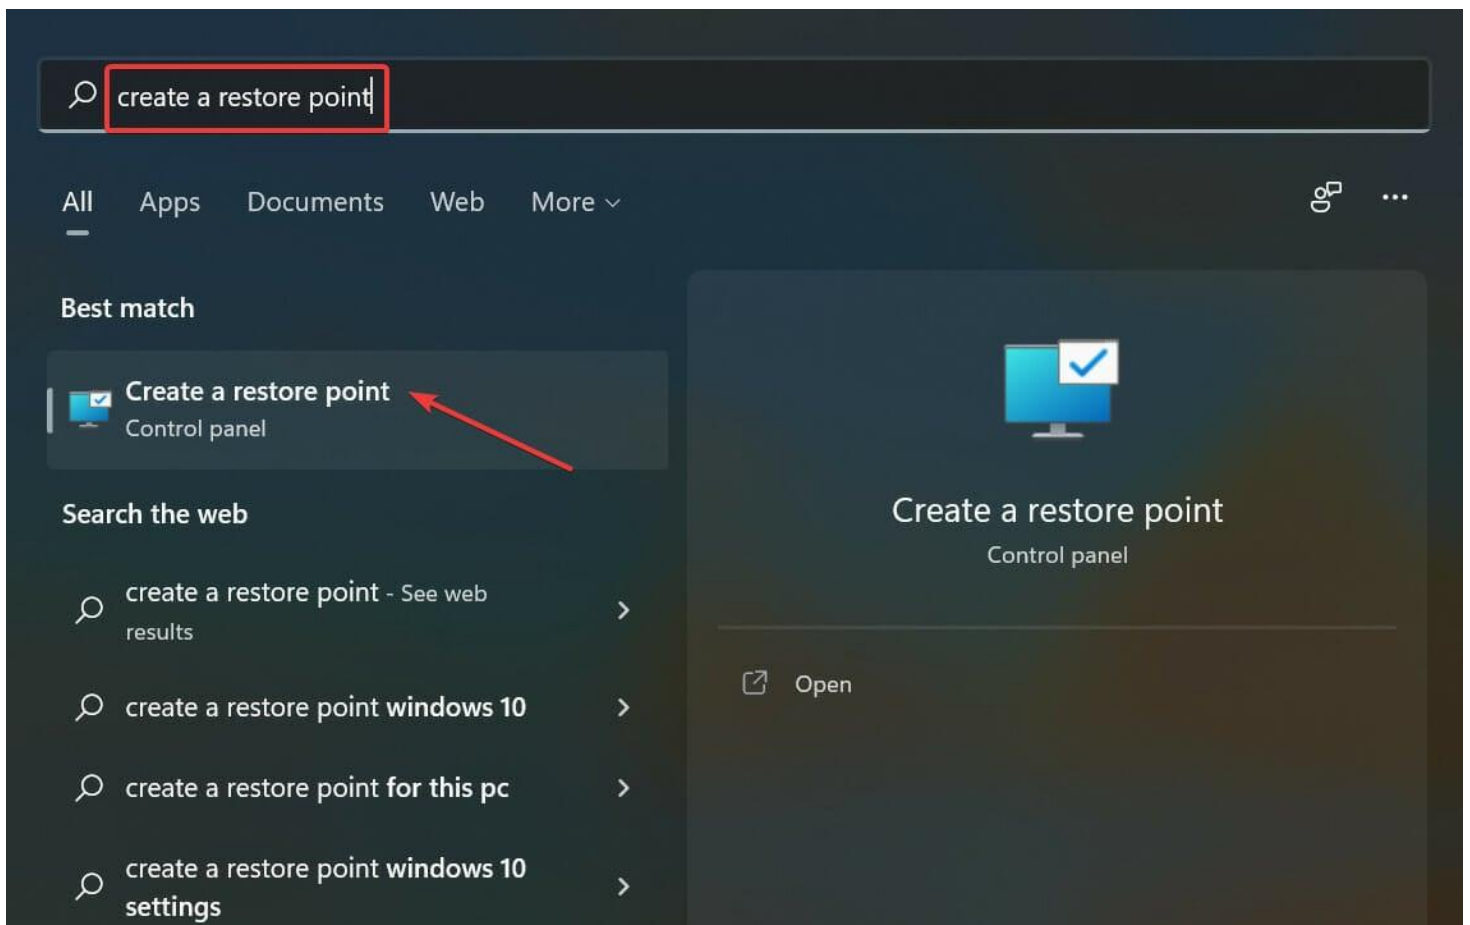 create a restore point
All Apps Documents Web More
Best match
Create a restore point
Control panel
Search the web
create a restore point - See web
results
create a restore point windows 10
create a restore point for this pc
create a restore point windows 10
settings
Create a restore point
Control panel
Open